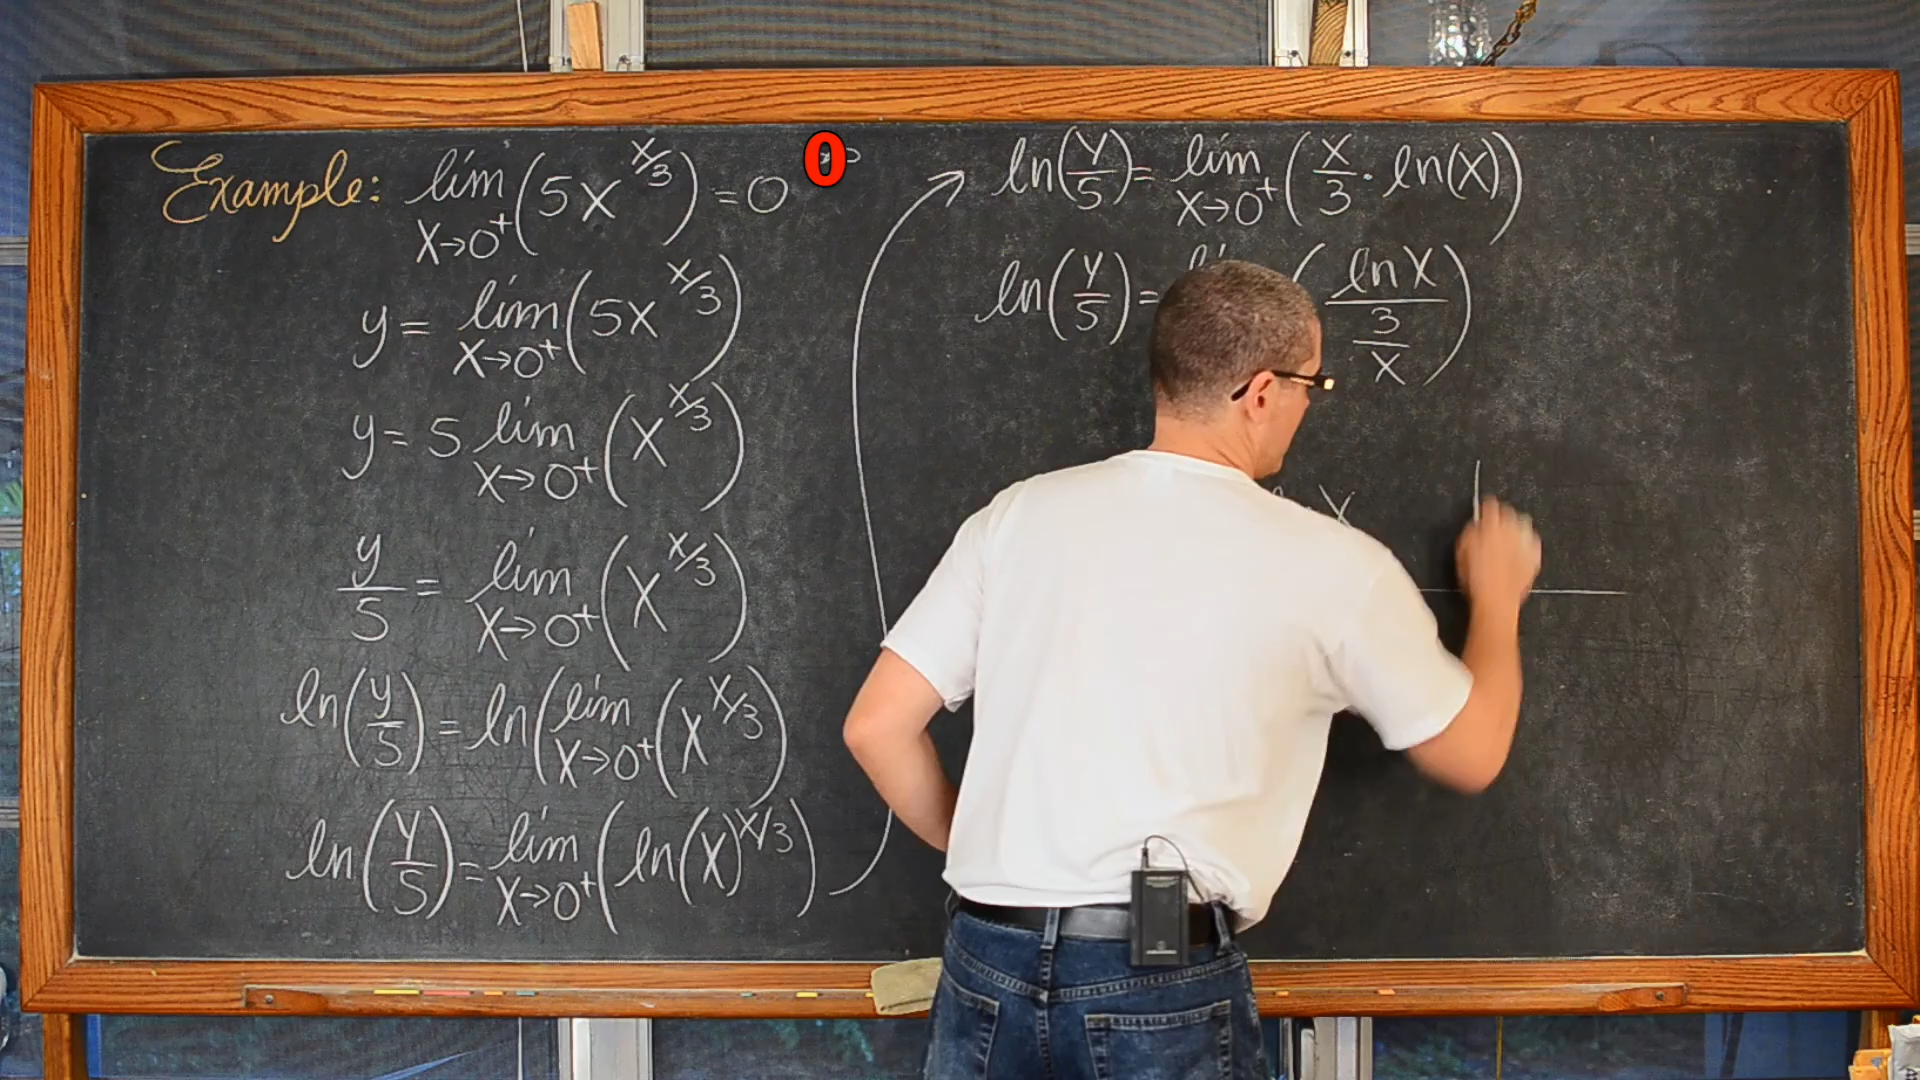 Example: lim x→0⁺ (5x^(x/3)) = 0^0
y = lim x→0⁺ (5x^(x/3))
y = 5 lim x→0⁺ (x^(x/3))
y/5 = lim x→0⁺ (x^(x/3))
ln(y/5) = ln(lim x→0⁺ (x^(x/3))
ln(y/5) = lim x→0⁺ (ln(x)^(x/3))
ln(y/5) = lim x→0⁺ (x/3 · ln(x))
ln(y/5) = (ln x / (3/x))
x